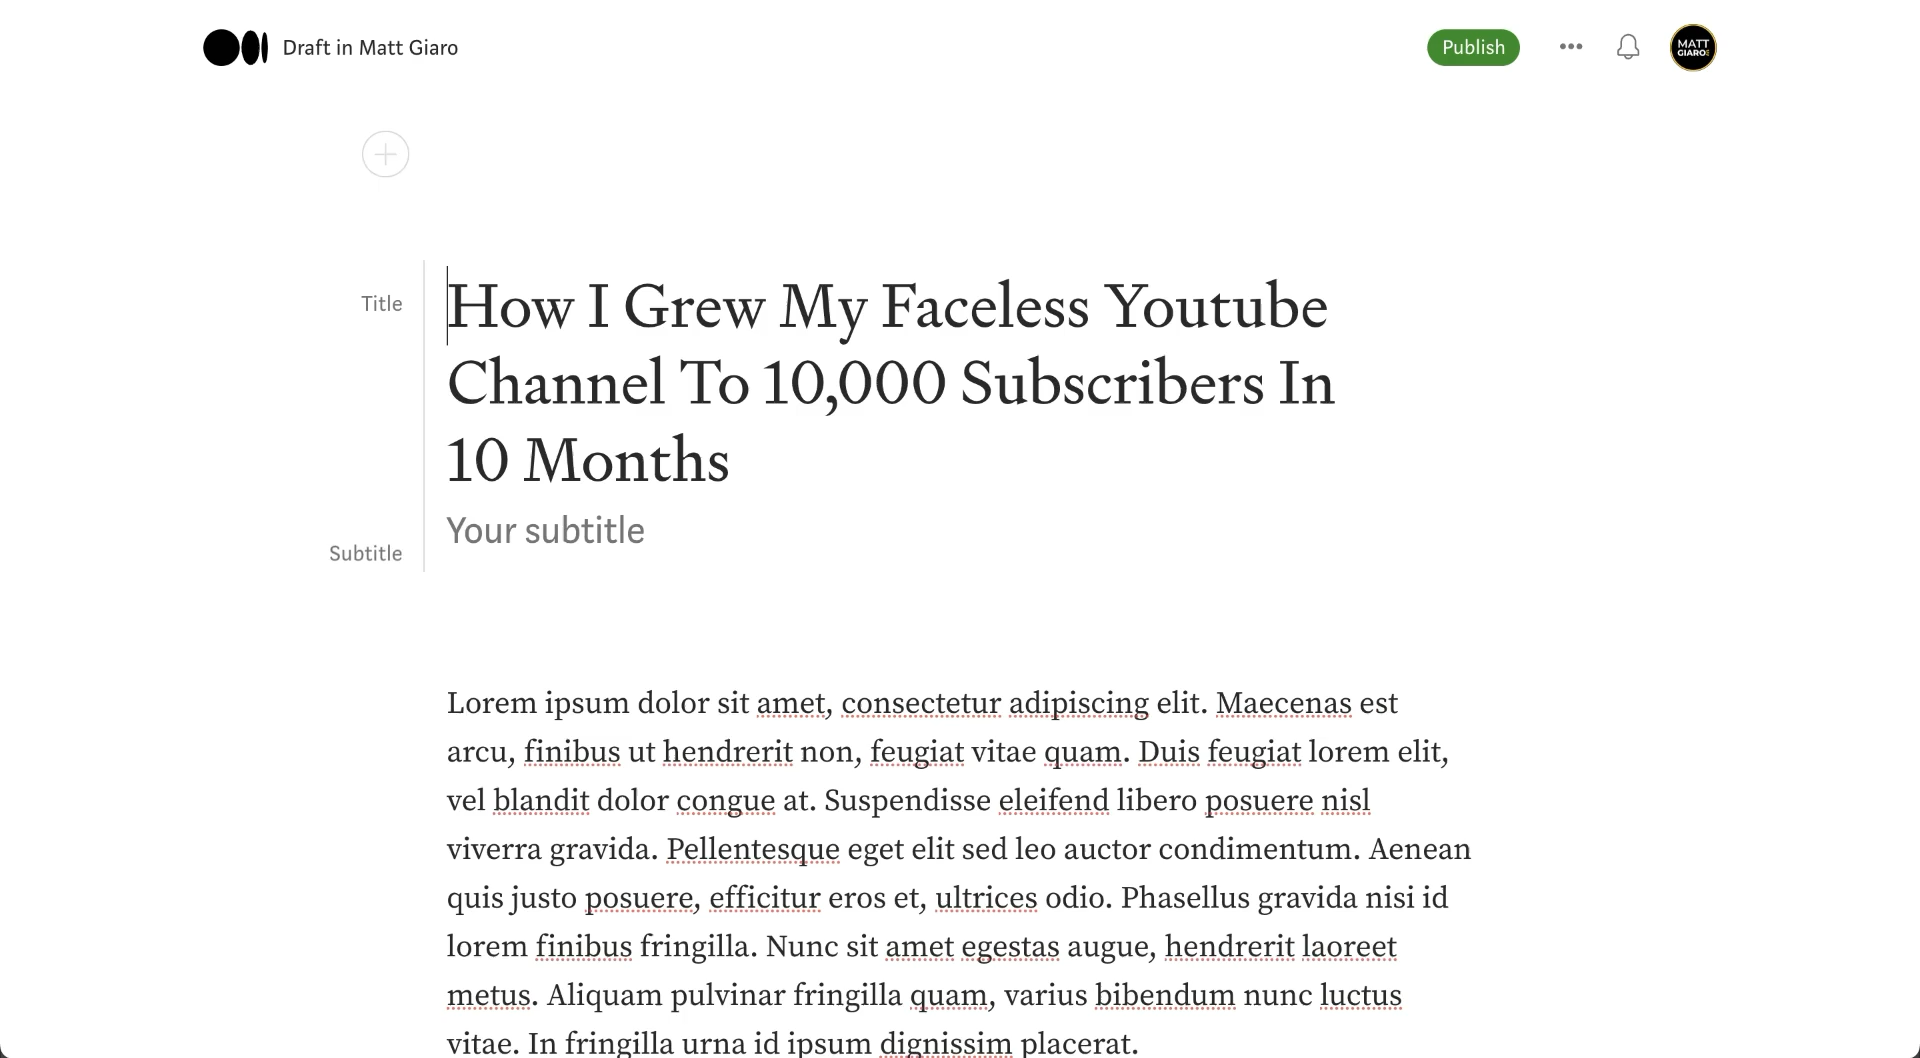 Draft in Matt Giaro
Publish
MATT
GIARO
Title
How I Grew My Faceless Youtube
Channel To 10,000 Subscribers In
10 Months
Subtitle
Your subtitle
Lorem ipsum dolor sit amet, consectetur adipiscing elit. Maecenas est
arcu, finibus ut hendrerit non, feugiat vitae quam. Duis feugiat lorem elit,
vel blandit dolor congue at. Suspendisse eleifend libero posuere nisl
viverra gravida. Pellentesque eget elit sed leo auctor condimentum. Aenean
quis justo posuere, efficitur eros et, ultrices odio. Phasellus gravida nisi id
lorem finibus fringilla. Nunc sit amet egestas augue, hendrerit laoreet
metus. Aliquam pulvinar fringilla quam, varius bibendum nunc luctus
vitae. In fringilla urna id ipsum dignissim placerat.